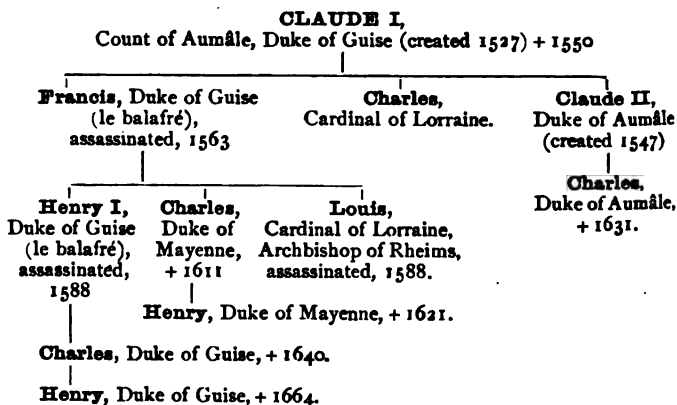 CLAUDE I,
Count of Aumâle, Duke of Guise (created 1527) + 1550
Francis, Duke of Guise
(le balafré),
assassinated, 1563
Charles,
Cardinal of Lorraine.
Claude II,
Duke of Aumâle
(created 1547)
Charles,
Duke of Aumâle,
+ 1631.
Henry I,
Duke of Guise
(le balafré),
assassinated,
1588
Charles,
Duke of
Mayenne,
+ 1611
Louis,
Cardinal of Lorraine,
Archbishop of Rheims,
assassinated, 1588.
Henry, Duke of Mayenne, + 1621.
Charles, Duke of Guise, + 1640.
Henry, Duke of Guise, + 1664.